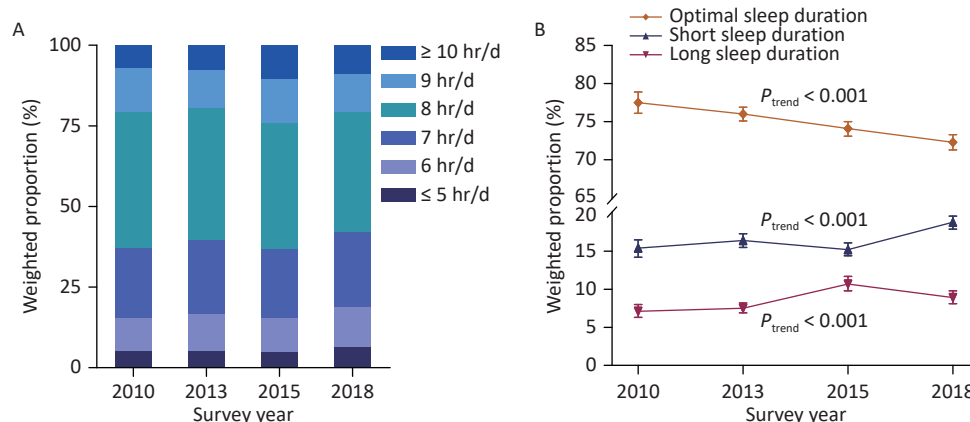 A
Weighted proportion (%)
100
75
50
25
0
2010 2013 2015 2018
Survey year
≥ 10 hr/d
9 hr/d
8 hr/d
7 hr/d
6 hr/d
≤ 5 hr/d
B
Optimal sleep duration
Short sleep duration
Long sleep duration
Weighted proportion (%)
85
80
75
70
65
20
15
10
5
0
P trend < 0.001
P trend < 0.001
P trend < 0.001
2010 2013 2015 2018
Survey year